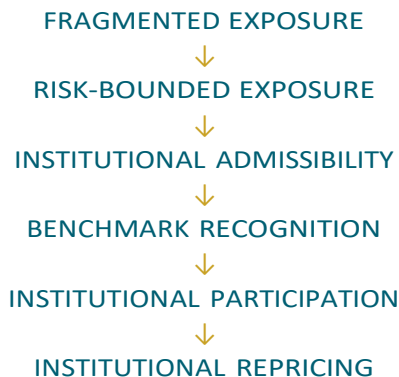 FRAGMENTED EXPOSURE
↓
RISK-BOUNDED EXPOSURE
↓
INSTITUTIONAL ADMISSIBILITY
↓
BENCHMARK RECOGNITION
↓
INSTITUTIONAL PARTICIPATION
↓
INSTITUTIONAL REPRICING